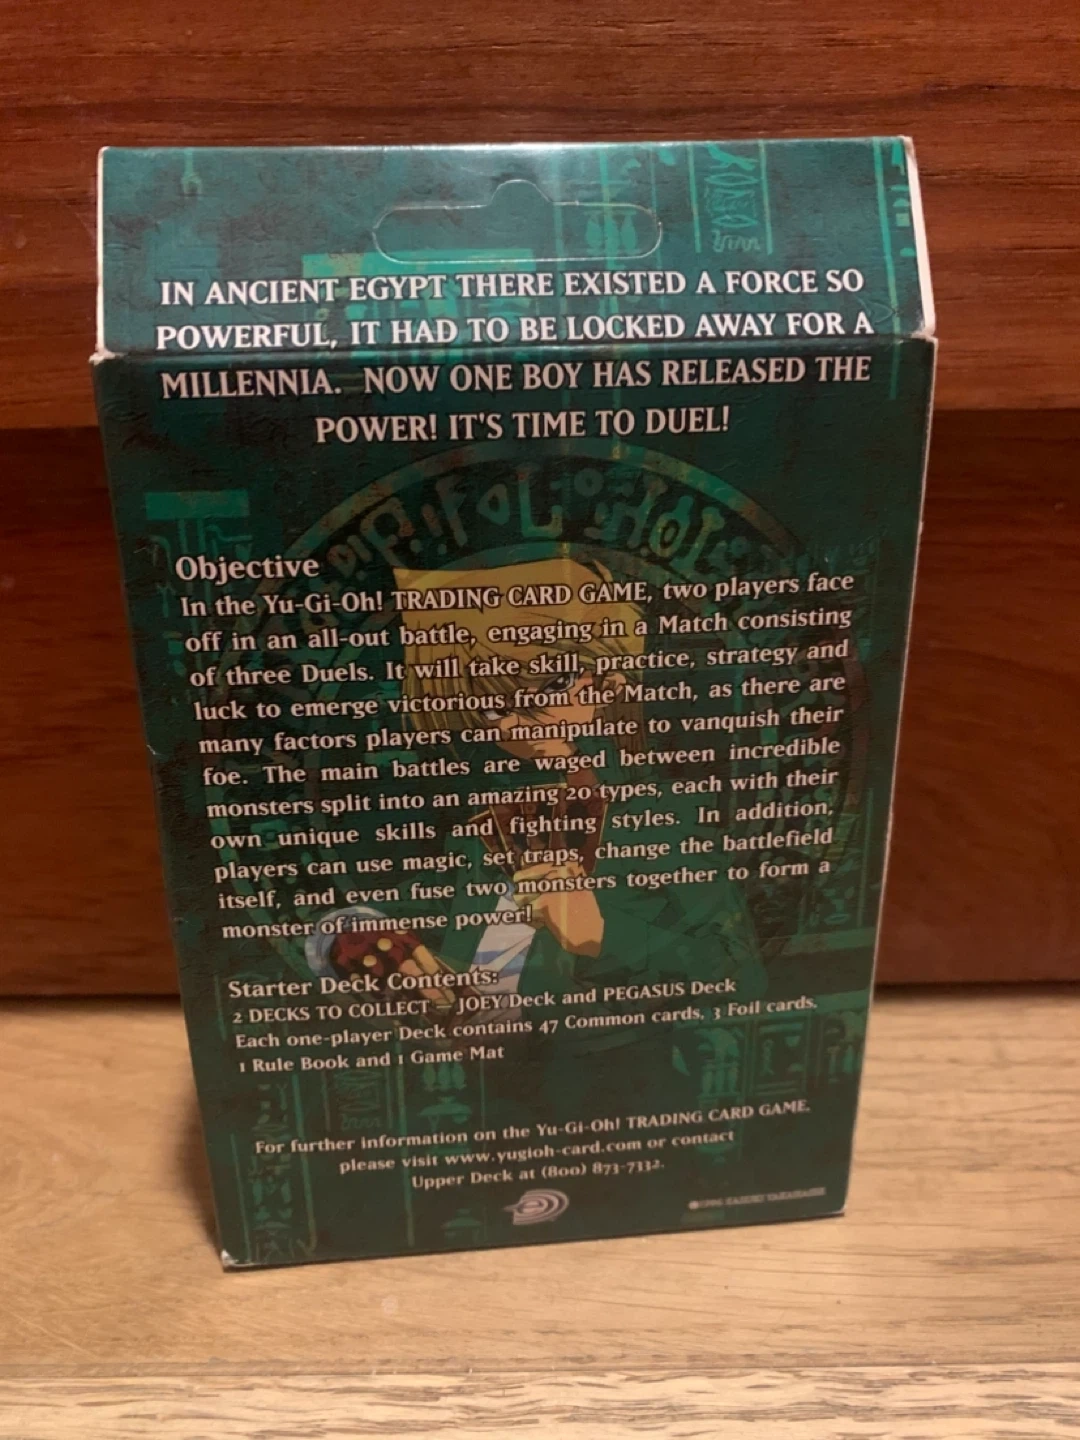 IN ANCIENT EGYPT THERE EXISTED A FORCE SO
POWERFUL, IT HAD TO BE LOCKED AWAY FOR A
MILLENNIA. NOW ONE BOY HAS RELEASED THE
POWER! IT'S TIME TO DUEL!
Objective
In the Yu-Gi-Oh! TRADING CARD GAME, two players face
off in an all-out battle, engaging in a Match consisting
of three Duels. It will take skill, practice, strategy and
luck to emerge victorious from the Match, as there are
many factors players can manipulate to vanquish their
foe. The main battles are waged between incredible
monsters split into an amazing 20 types, each with their
own unique skills and fighting styles. In addition,
players can use magic, set traps, change the battlefield
itself, and even fuse two monsters together to form a
monster of immense power!
Starter Deck Contents:
2 DECKS TO COLLECT – JOEY Deck and PEGASUS Deck
Each one-player Deck contains 47 Common cards, 3 Foil cards,
1 Rule Book and 1 Game Mat
For further information on the Yu-Gi-Oh! TRADING CARD GAME,
please visit www.yugioh-card.com or contact
Upper Deck at (800) 873-7332.
©1996 KAZUKI TAKAHASHI